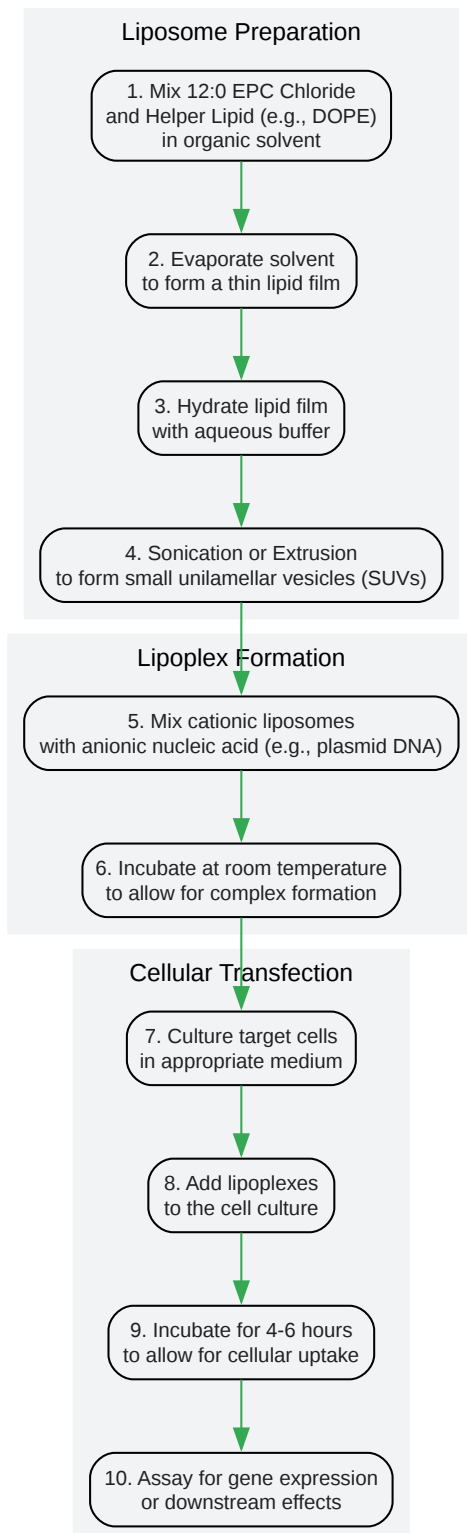 Liposome Preparation
1. Mix 12:0 EPC Chloride
and Helper Lipid (e.g., DOPE)
in organic solvent
2. Evaporate solvent
to form a thin lipid film
3. Hydrate lipid film
with aqueous buffer
4. Sonication or Extrusion
to form small unilamellar vesicles (SUVs)
Lipoplex Formation
5. Mix cationic liposomes
with anionic nucleic acid (e.g., plasmid DNA)
6. Incubate at room temperature
to allow for complex formation
Cellular Transfection
7. Culture target cells
in appropriate medium
8. Add lipoplexes
to the cell culture
9. Incubate for 4-6 hours
to allow for cellular uptake
10. Assay for gene expression
or downstream effects